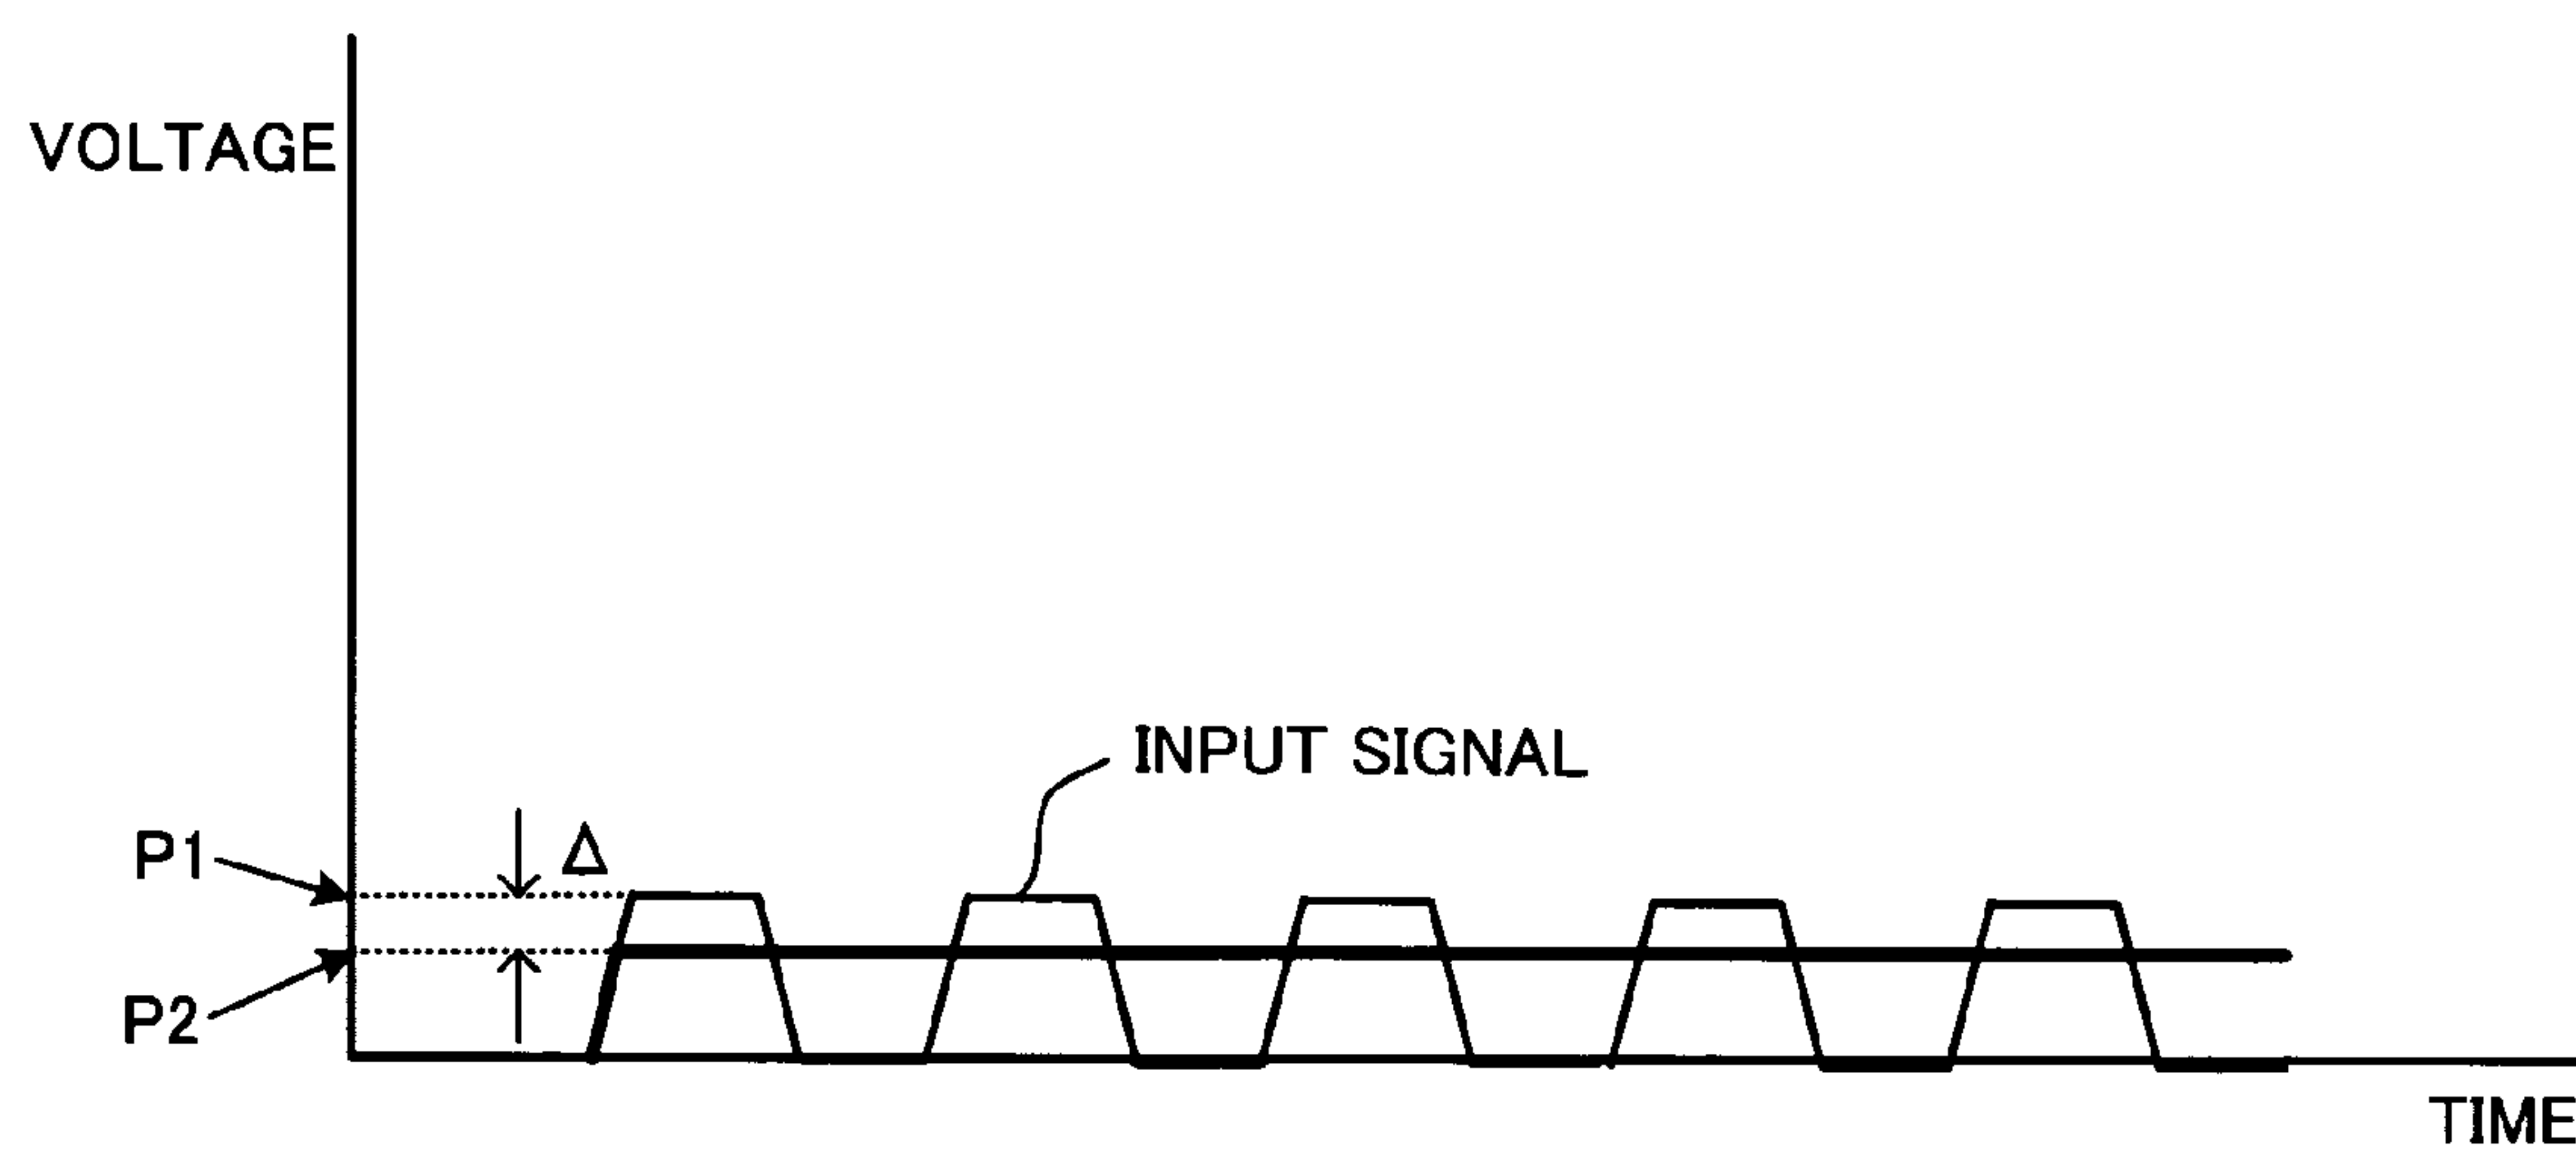 VOLTAGE
INPUT SIGNAL
P1
Δ
P2
TIME